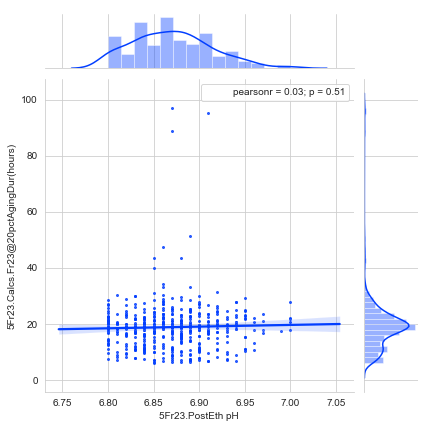 pearsonr = 0.03; p = 0.51
100
80
60
40
20
0
5Fr23.Calcs.Fr23@20pctAgingDur(hours)
6.75 6.80 6.85 6.90 6.95 7.00 7.05
5Fr23.PostEth pH